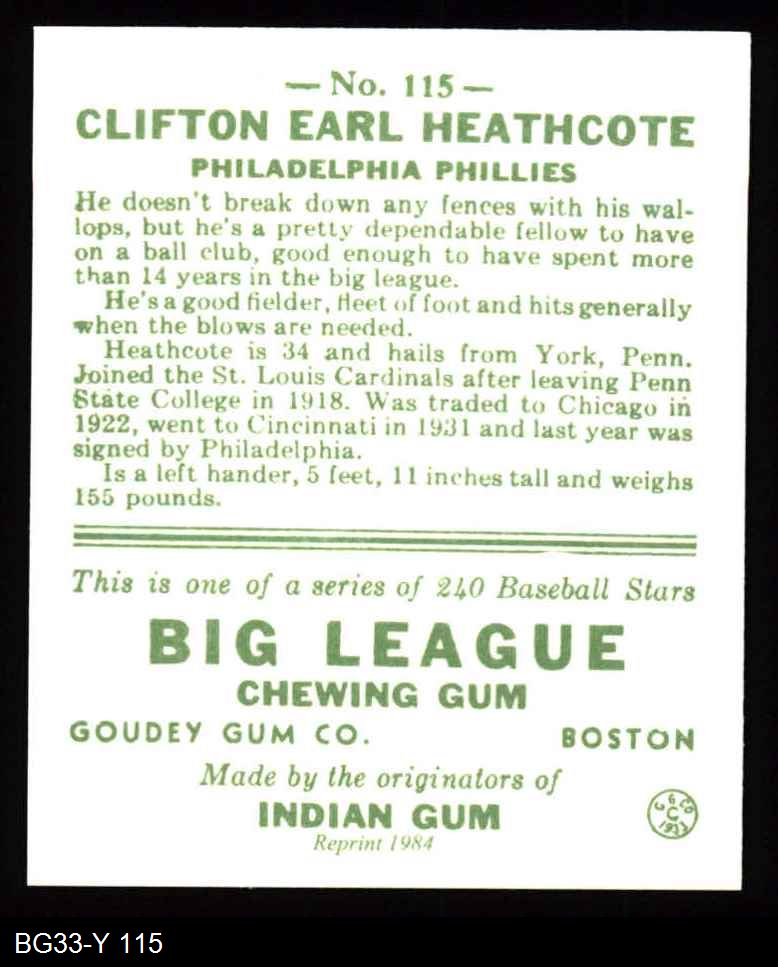 — No. 115 —
CLIFTON EARL HEATHCOTE
PHILADELPHIA PHILLIES
He doesn't break down any fences with his wal-
lops, but he's a pretty dependable fellow to have
on a ball club, good enough to have spent more
than 14 years in the big league.
He's a good fielder, fleet of foot and hits generally
when the blows are needed.
Heathcote is 34 and hails from York, Penn.
Joined the St. Louis Cardinals after leaving Penn
State College in 1918. Was traded to Chicago in
1922, went to Cincinnati in 1931 and last year was
signed by Philadelphia.
Is a left hander, 5 feet, 11 inches tall and weighs
155 pounds.
This is one of a series of 240 Baseball Stars
BIG LEAGUE
CHEWING GUM
GOUDEY GUM CO. BOSTON
Made by the originators of
INDIAN GUM
Reprint 1984
G G CO
C
1933
BG33-Y 115